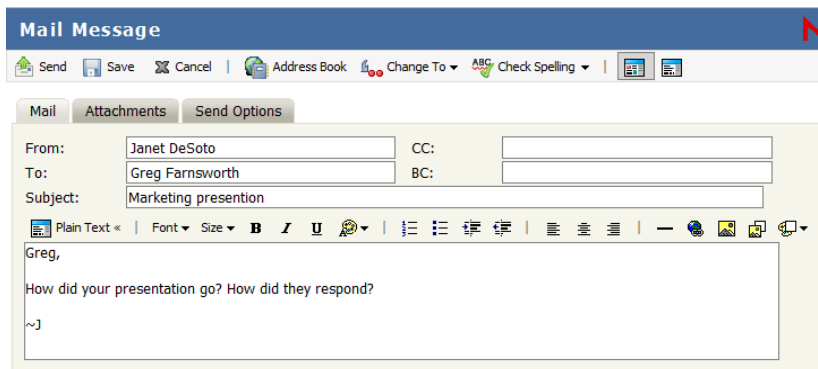 Mail Message
Send Save Cancel | Address Book Change To Check Spelling |
Mail Attachments Send Options
From: Janet DeSoto CC:
To: Greg Farnsworth BC:
Subject: Marketing presention
Plain Text « | Font Size B I U
Greg,
How did your presentation go? How did they respond?
~J